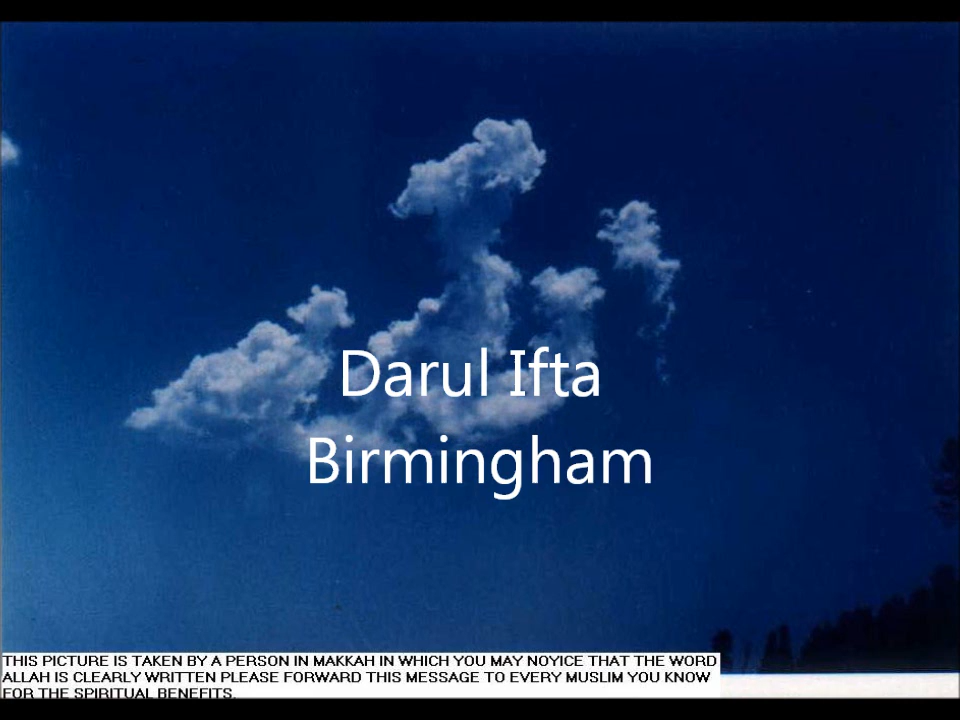 Darul Ifta
Birmingham
THIS PICTURE IS TAKEN BY A PERSON IN MAKKAH IN WHICH YOU MAY NOYICE THAT THE WORD
ALLAH IS CLEARLY WRITTEN PLEASE FORWARD THIS MESSAGE TO EVERY MUSLIM YOU KNOW
FOR THE SPIRITUAL BENEFITS.